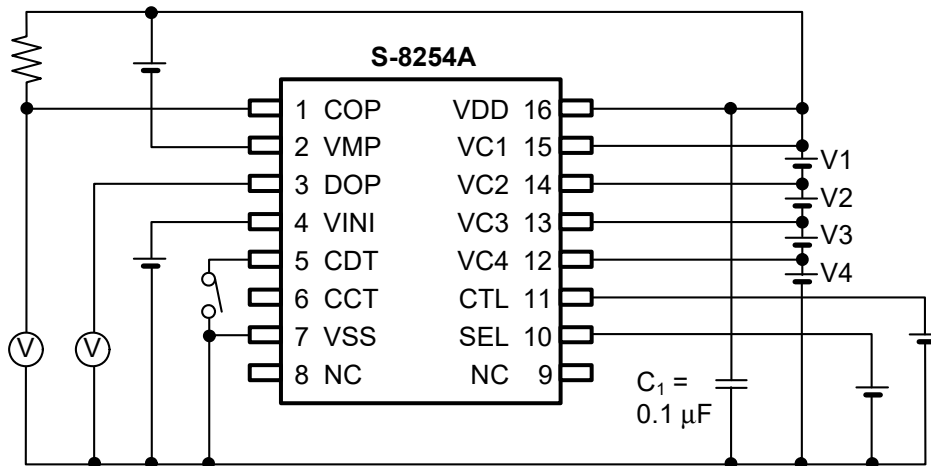 S-8254A
1 COP VDD 16
2 VMP VC1 15
3 DOP VC2 14
4 VINI VC3 13
5 CDT VC4 12
6 CCT CTL 11
7 VSS SEL 10
8 NC NC 9
V1
V2
V3
V4
V V
C₁ =
0.1 μF